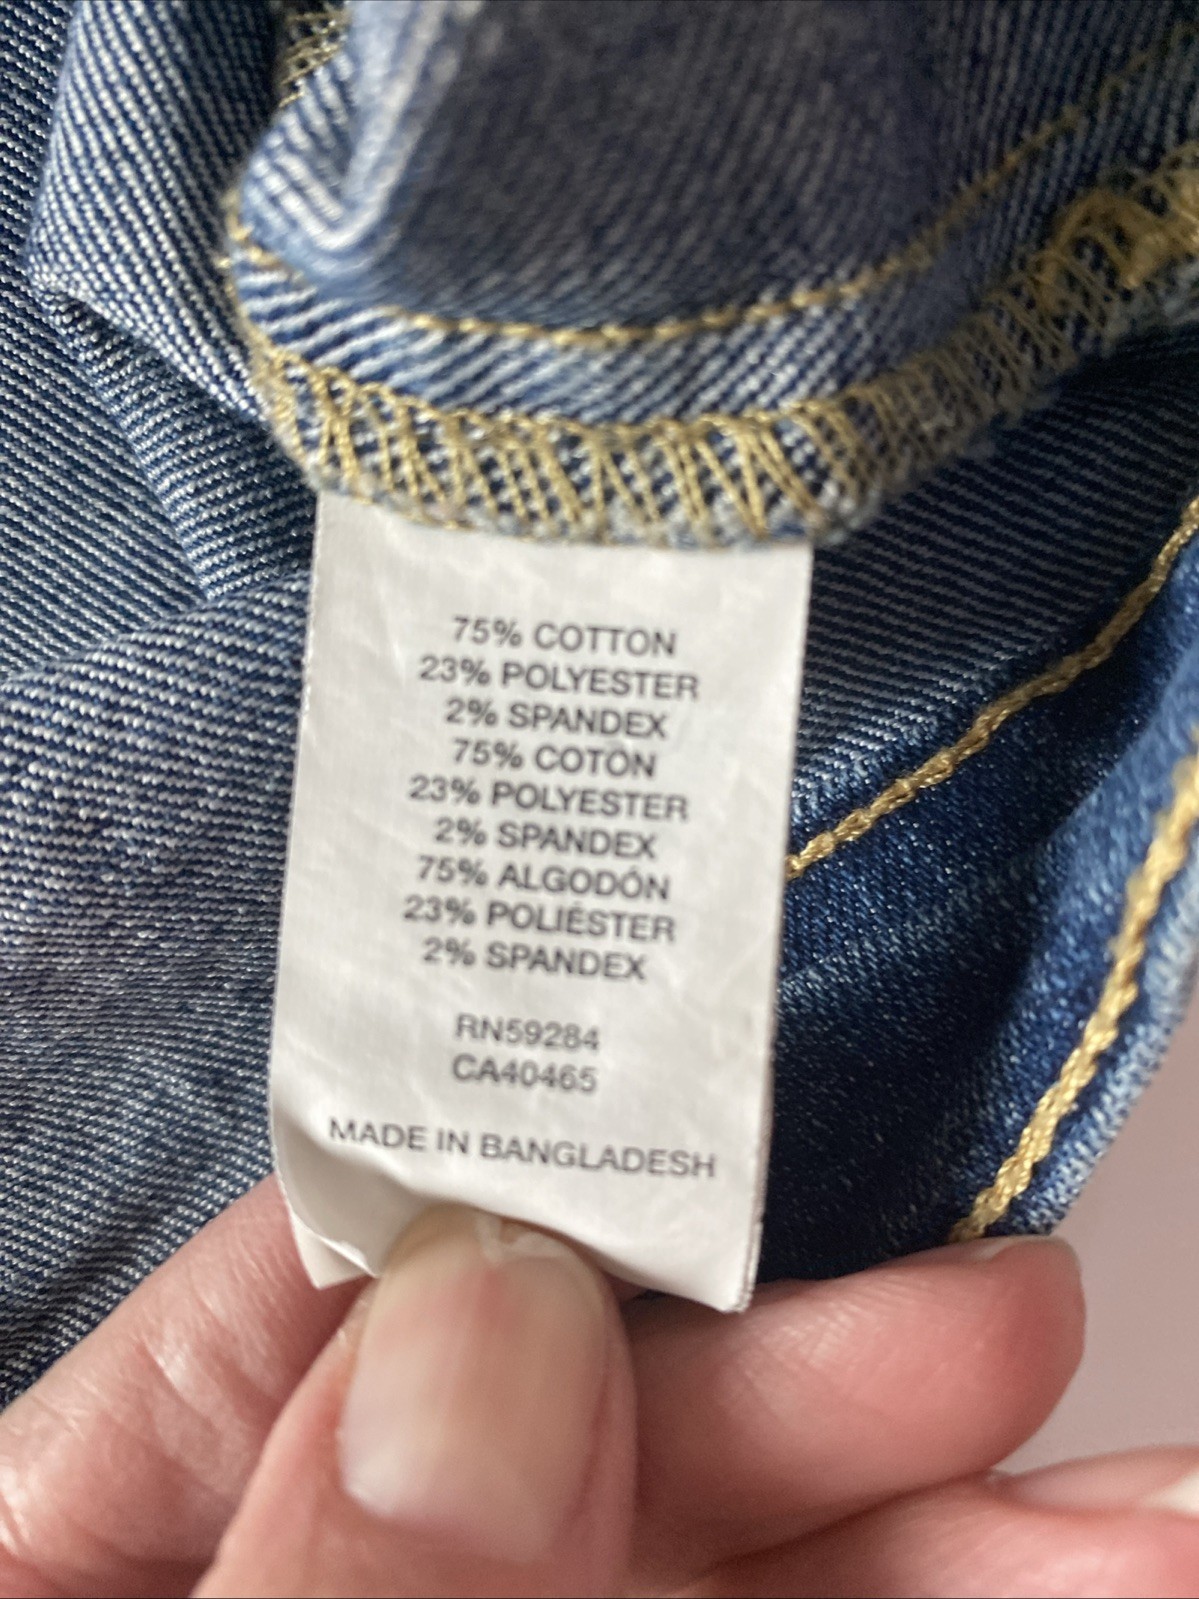 75% COTTON
23% POLYESTER
2% SPANDEX
75% COTON
23% POLYESTER
2% SPANDEX
75% ALGODÓN
23% POLIÉSTER
2% SPANDEX
RN59284
CA40465
MADE IN BANGLADESH